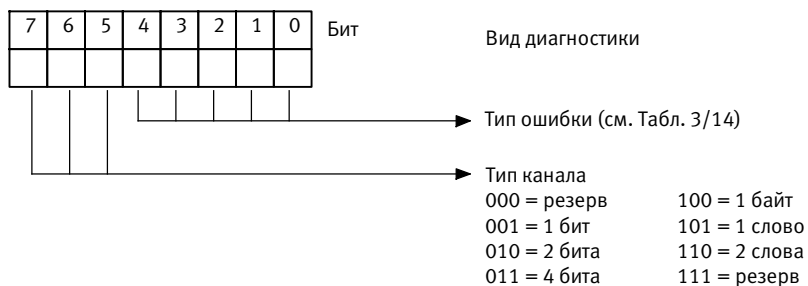 7 6 5 4 3 2 1 0 Бит
Вид диагностики
Тип ошибки (см. Табл. 3/14)
Тип канала
000 = резерв 100 = 1 байт
001 = 1 бит 101 = 1 слово
010 = 2 бита 110 = 2 слова
011 = 4 бита 111 = резерв